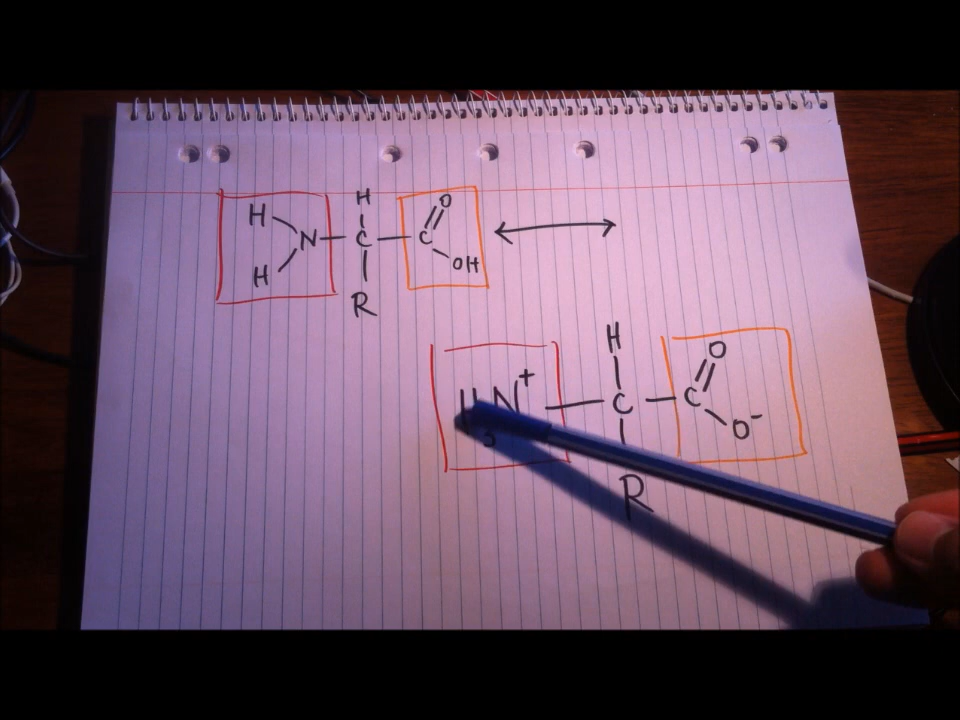 H H O
N C C
H OH
R
H O
H₃N⁺ C C
O⁻
R